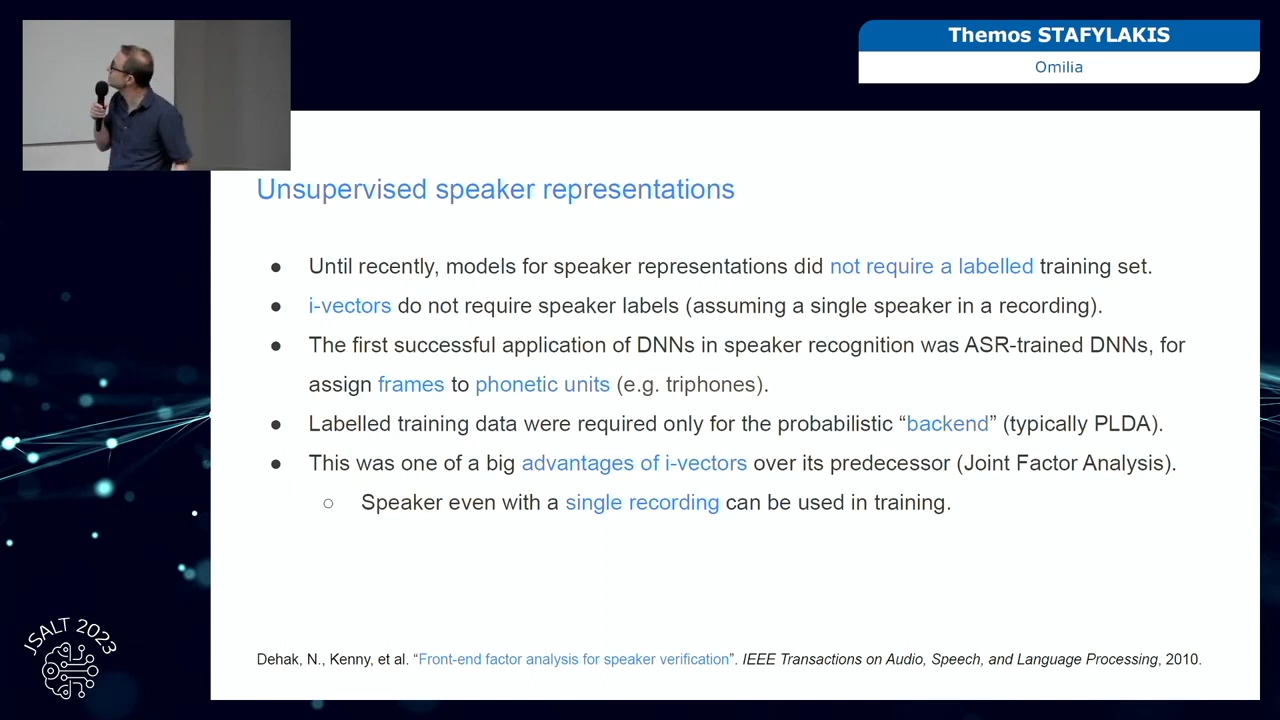 Themos STAFYLAKIS
Omilia
Unsupervised speaker representations
● Until recently, models for speaker representations did not require a labelled training set.
● i-vectors do not require speaker labels (assuming a single speaker in a recording).
● The first successful application of DNNs in speaker recognition was ASR-trained DNNs, for
assign frames to phonetic units (e.g. triphones).
● Labelled training data were required only for the probabilistic “backend” (typically PLDA).
● This was one of a big advantages of i-vectors over its predecessor (Joint Factor Analysis).
○ Speaker even with a single recording can be used in training.
Dehak, N., Kenny, et al. “Front-end factor analysis for speaker verification”. IEEE Transactions on Audio, Speech, and Language Processing, 2010.
JSALT 2023